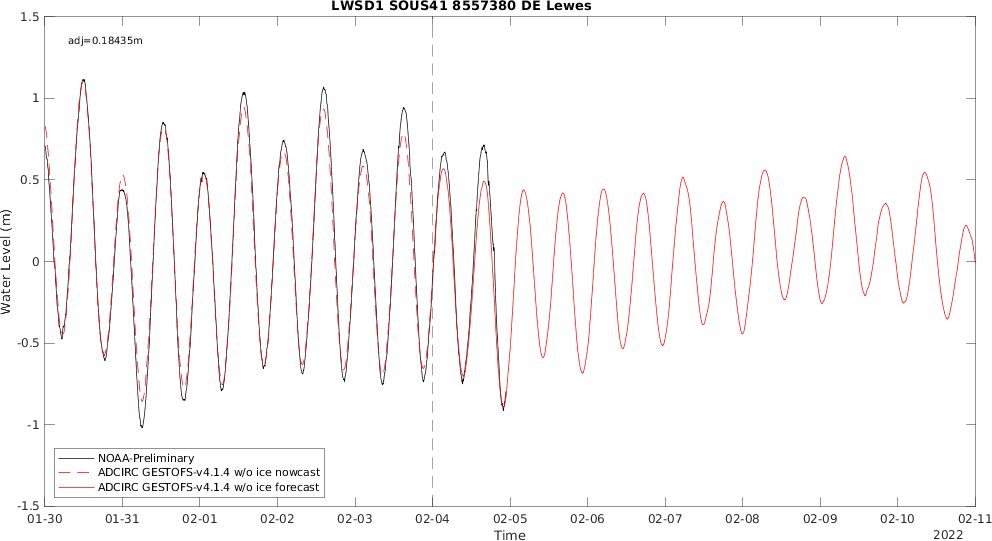 LWSD1 SOUS41 8557380 DE Lewes
adj=0.18435m
1.5
1
0.5
0
-0.5
-1
-1.5
Water Level (m)
NOAA-Preliminary
ADCIRC GESTOFS-v4.1.4 w/o ice nowcast
ADCIRC GESTOFS-v4.1.4 w/o ice forecast
01-30 01-31 02-01 02-02 02-03 02-04 02-05 02-06 02-07 02-08 02-09 02-10 02-11
Time
2022